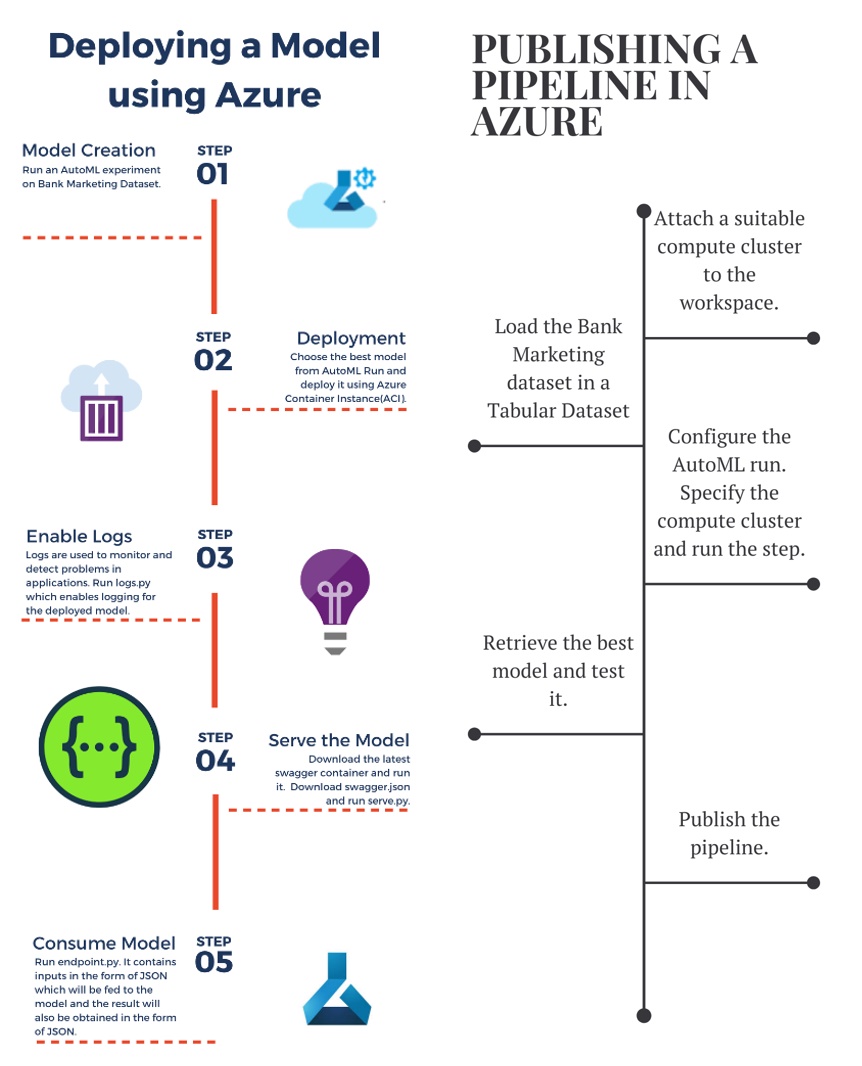 Deploying a Model
using Azure
Model Creation
Run an AutoML experiment
on Bank Marketing Dataset.
STEP
01
STEP
02
Deployment
Choose the best model
from AutoML Run and
deploy it using Azure
Container Instance(ACI).
Enable Logs
Logs are used to monitor and
detect problems in
applications. Run logs.py
which enables logging for
the deployed model.
STEP
03
{...}
STEP
04
Serve the Model
Download the latest
swagger container and run
it. Download swagger.json
and run serve.py.
Consume Model
Run endpoint.py. It contains
inputs in the form of JSON
which will be fed to the
model and the result will
also be obtained in the form
of JSON.
STEP
05
PUBLISHING A
PIPELINE IN
AZURE
Attach a suitable
compute cluster
to the
workspace.
Load the Bank
Marketing
dataset in a
Tabular Dataset
Configure the
AutoML run.
Specify the
compute cluster
and run the step.
Retrieve the best
model and test
it.
Publish the
pipeline.